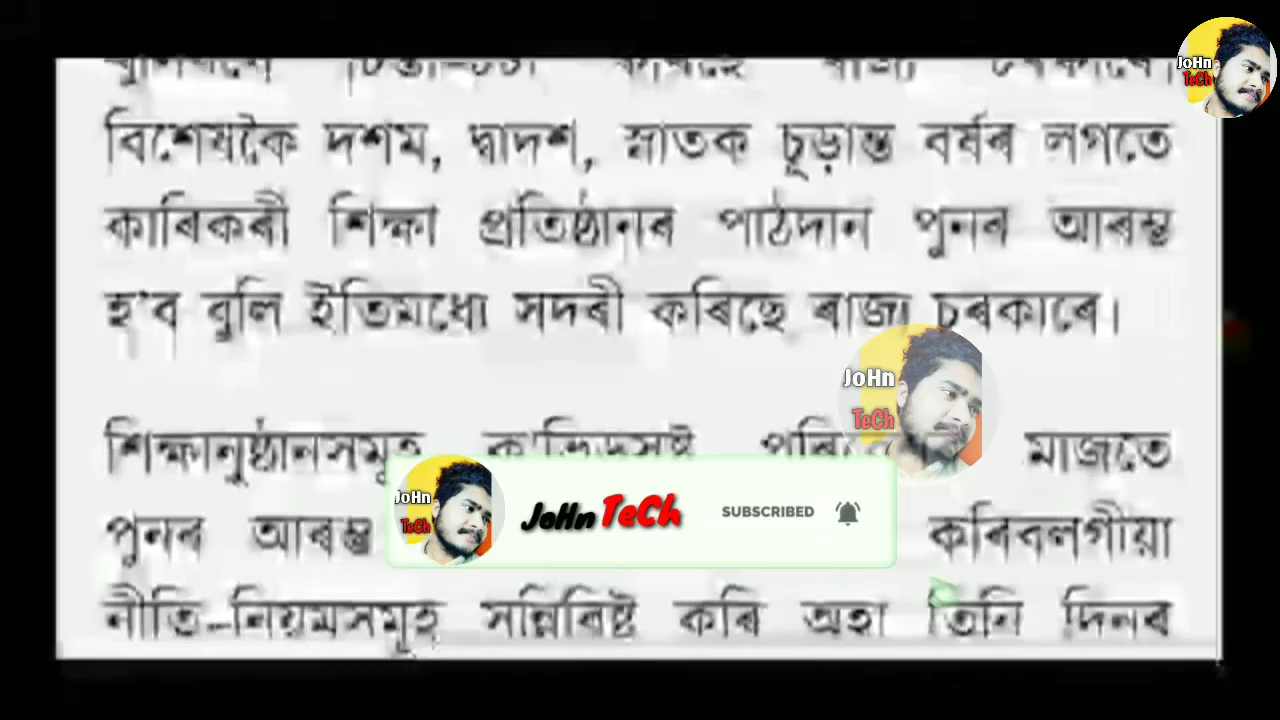 বিশেষকৈ দশম, দ্বাদশ, স্নাতক চূড়ান্ত বৰ্ষৰ লগতে
কাৰিকৰী শিক্ষা প্ৰতিষ্ঠানৰ পাঠদান পুনৰ আৰম্ভ
হ'ব বুলি ইতিমধ্যে সদৰী কৰিছে ৰাজ্য চৰকাৰে।
শিক্ষানুষ্ঠানসমূহ মাজতে
পুনৰ আৰম্ভ কৰিবলগীয়া
নীতি-নিয়মসমূহ সন্নিবিষ্ট কৰি অহা তিনি দিনৰ
JoHn TeCh SUBSCRIBED
JoHn
TeCh
JoHn
TeCh
JoHn
TeCh